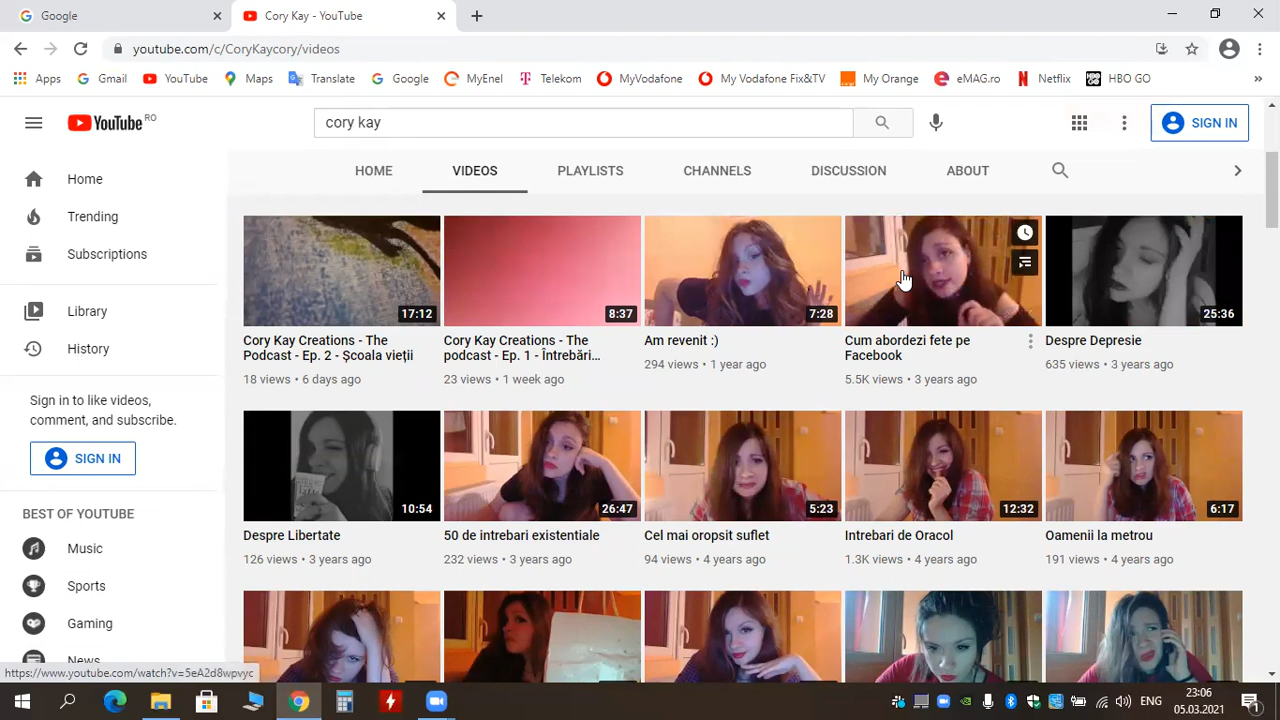 Google
Cory Kay - YouTube
youtube.com/c/CoryKaycory/videos
Apps Gmail YouTube Maps Translate Google MyEnel Telekom MyVodafone My Vodafone Fix&TV My Orange eMAG.ro Netflix HBO GO »
YouTube RO
cory kay
SIGN IN
HOME VIDEOS PLAYLISTS CHANNELS DISCUSSION ABOUT
Home
Trending
Subscriptions
Library
History
Sign in to like videos,
comment, and subscribe.
SIGN IN
BEST OF YOUTUBE
Music
Sports
Gaming
News
17:12
Cory Kay Creations - The
Podcast - Ep. 2 - Școala vieții
18 views • 6 days ago
8:37
Cory Kay Creations - The
podcast - Ep. 1 - Întrebări...
23 views • 1 week ago
7:28
Am revenit :)
294 views • 1 year ago
Cum abordezi fete pe
Facebook
5.5K views • 3 years ago
25:36
Despre Depresie
635 views • 3 years ago
10:54
Despre Libertate
126 views • 3 years ago
26:47
50 de intrebari existentiale
232 views • 3 years ago
5:23
Cel mai oropsit suflet
94 views • 4 years ago
12:32
Intrebari de Oracol
1.3K views • 4 years ago
6:17
Oamenii la metrou
191 views • 4 years ago
https://www.youtube.com/watch?v=5eA2d8wpvyc
ENG
23:06
05.03.2021
1